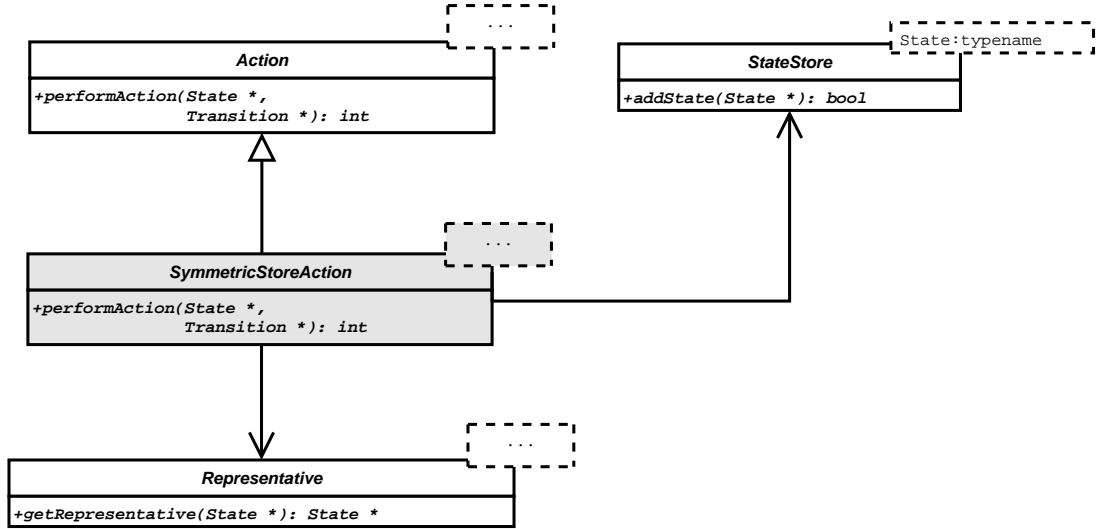 ...
Action
+performAction(State *,
Transition *): int
State:typename
StateStore
+addState(State *): bool
...
SymmetricStoreAction
+performAction(State *,
Transition *): int
...
Representative
+getRepresentative(State *): State *